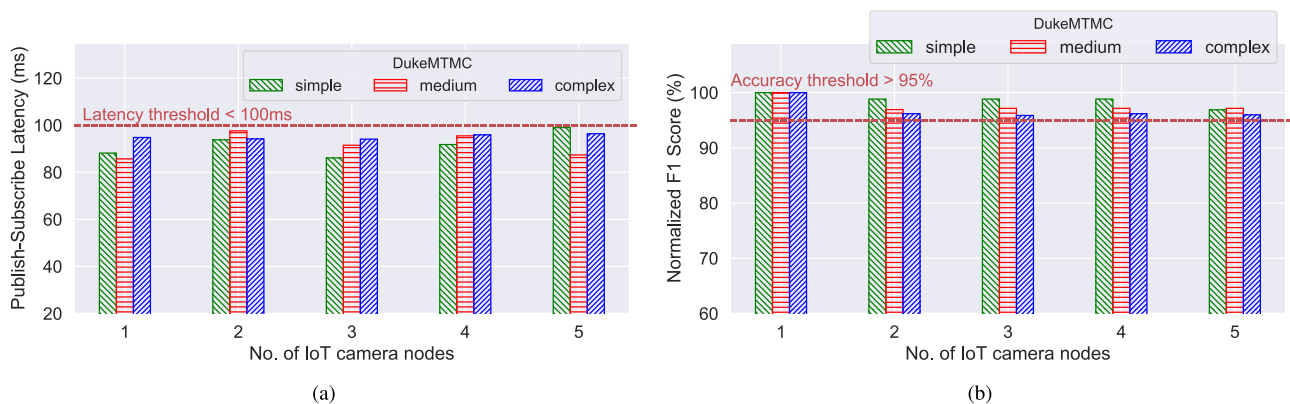 DukeMTMC
simple medium complex
Latency threshold < 100ms
Publish-Subscribe Latency (ms)
120
100
80
60
40
20
1 2 3 4 5
No. of IoT camera nodes
(a)
DukeMTMC
simple medium complex
Accuracy threshold > 95%
Normalized F1 Score (%)
100
90
80
70
60
1 2 3 4 5
No. of IoT camera nodes
(b)